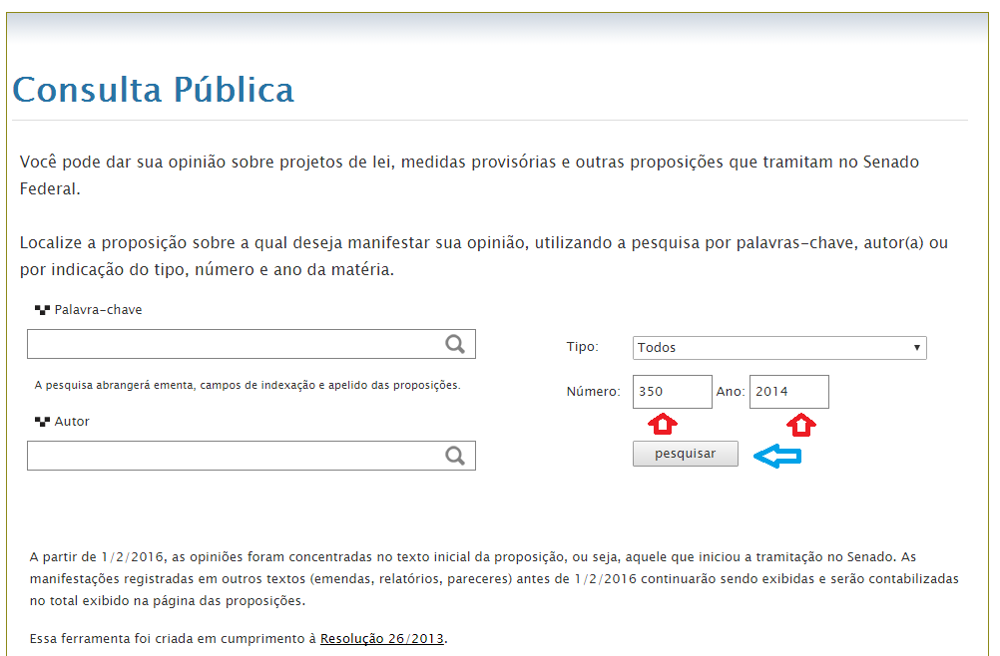 Consulta Pública
Você pode dar sua opinião sobre projetos de lei, medidas provisórias e outras proposições que tramitam no Senado
Federal.
Localize a proposição sobre a qual deseja manifestar sua opinião, utilizando a pesquisa por palavras-chave, autor(a) ou
por indicação do tipo, número e ano da matéria.
Palavra-chave
A pesquisa abrangerá ementa, campos de indexação e apelido das proposições.
Autor
Tipo: Todos
Número: 350 Ano: 2014
pesquisar
A partir de 1/2/2016, as opiniões foram concentradas no texto inicial da proposição, ou seja, aquele que iniciou a tramitação no Senado. As
manifestações registradas em outros textos (emendas, relatórios, pareceres) antes de 1/2/2016 continuarão sendo exibidas e serão contabilizadas
no total exibido na página das proposições.
Essa ferramenta foi criada em cumprimento à Resolução 26/2013.